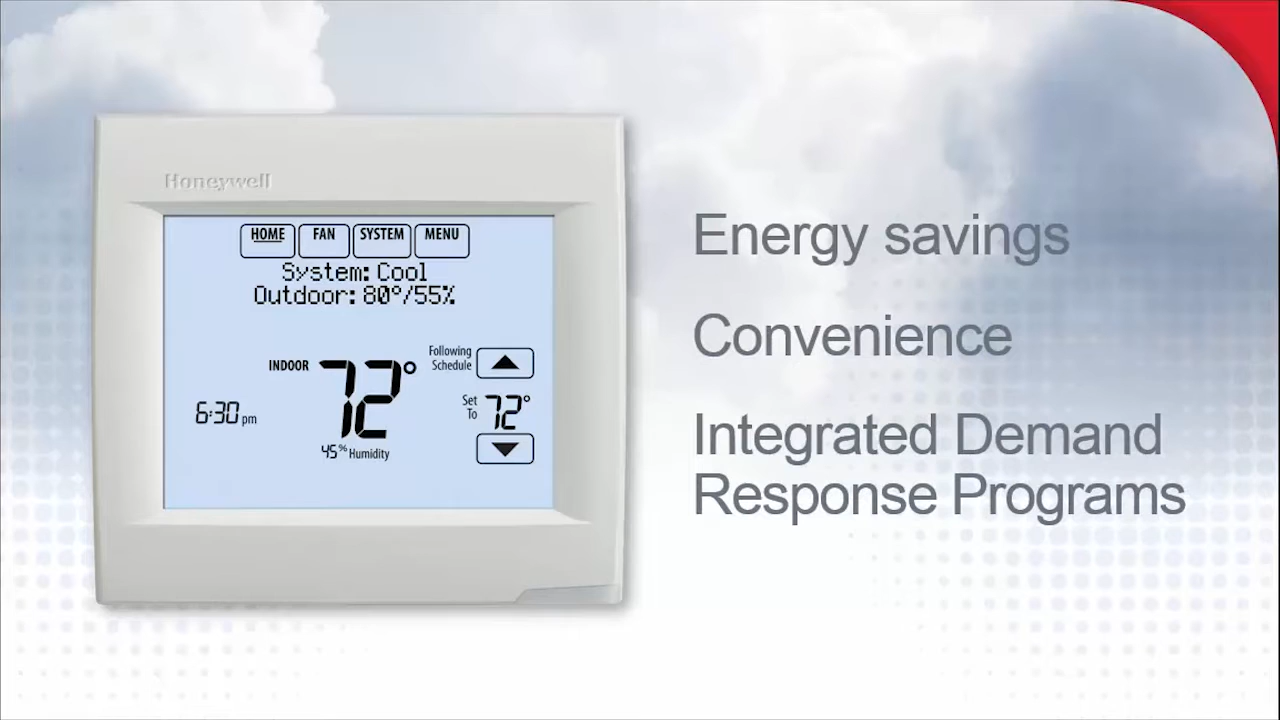 Honeywell
HOME FAN SYSTEM MENU
System: Cool
Outdoor: 80°/55%
6:30 pm
INDOOR 72°
45% Humidity
Following
Schedule
Set
To 72°
Energy savings
Convenience
Integrated Demand
Response Programs